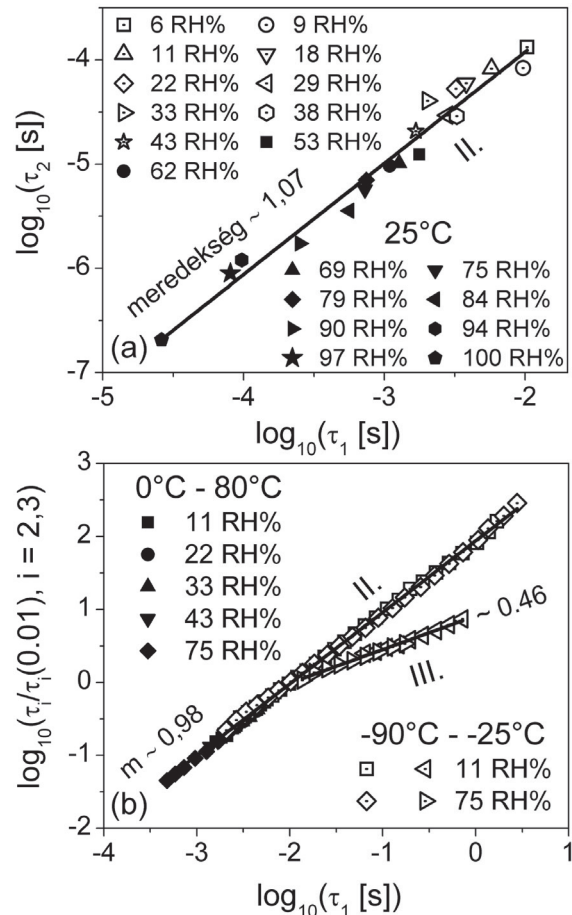 6 RH% 9 RH%
11 RH% 18 RH%
22 RH% 29 RH%
33 RH% 38 RH%
43 RH% 53 RH%
62 RH%
II.
meredekség ~ 1,07
25°C
69 RH% 75 RH%
79 RH% 84 RH%
90 RH% 94 RH%
97 RH% 100 RH%
(a)
-4
-5
-6
-7
log₁₀(τ₂ [s])
-5 -4 -3 -2
log₁₀(τ₁ [s])
0°C - 80°C
11 RH%
22 RH%
33 RH%
43 RH%
75 RH%
II.
~ 0.46
III.
m ~ 0,98
-90°C - -25°C
11 RH%
75 RH%
(b)
3
2
1
0
-1
-2
log₁₀(τᵢ/τᵢ(0.01), i = 2,3)
-4 -3 -2 -1 0 1
log₁₀(τ₁ [s])